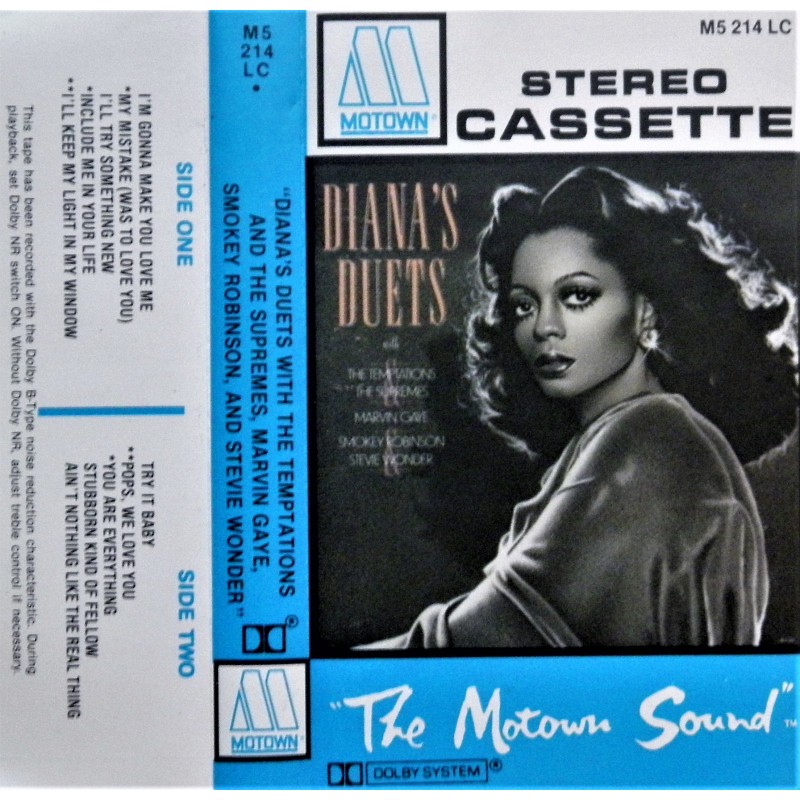 M5 214 LC
MOTOWN®
STEREO
CASSETTE
DIANA'S
DUETS
with
THE TEMPTATIONS
&
THE SUPREMES
MARVIN GAYE
SMOKEY ROBINSON
&
STEVIE WONDER
"The Motown Sound"™
DOLBY SYSTEM®
M5
214
LC
•
"DIANA'S DUETS WITH THE TEMPTATIONS
AND THE SUPREMES, MARVIN GAYE,
SMOKEY ROBINSON, AND STEVIE WONDER"
®
MOTOWN®
SIDE ONE
I'M GONNA MAKE YOU LOVE ME
*MY MISTAKE (WAS TO LOVE YOU)
I'LL TRY SOMETHING NEW
*INCLUDE ME IN YOUR LIFE
**I'LL KEEP MY LIGHT IN MY WINDOW
SIDE TWO
TRY IT BABY
**POPS, WE LOVE YOU
*YOU ARE EVERYTHING
STUBBORN KIND OF FELLOW
AIN'T NOTHING LIKE THE REAL THING
This tape has been recorded with the Dolby B-Type noise reduction characteristic. During
playback, set Dolby NR switch ON. Without Dolby NR, adjust treble control if necessary.